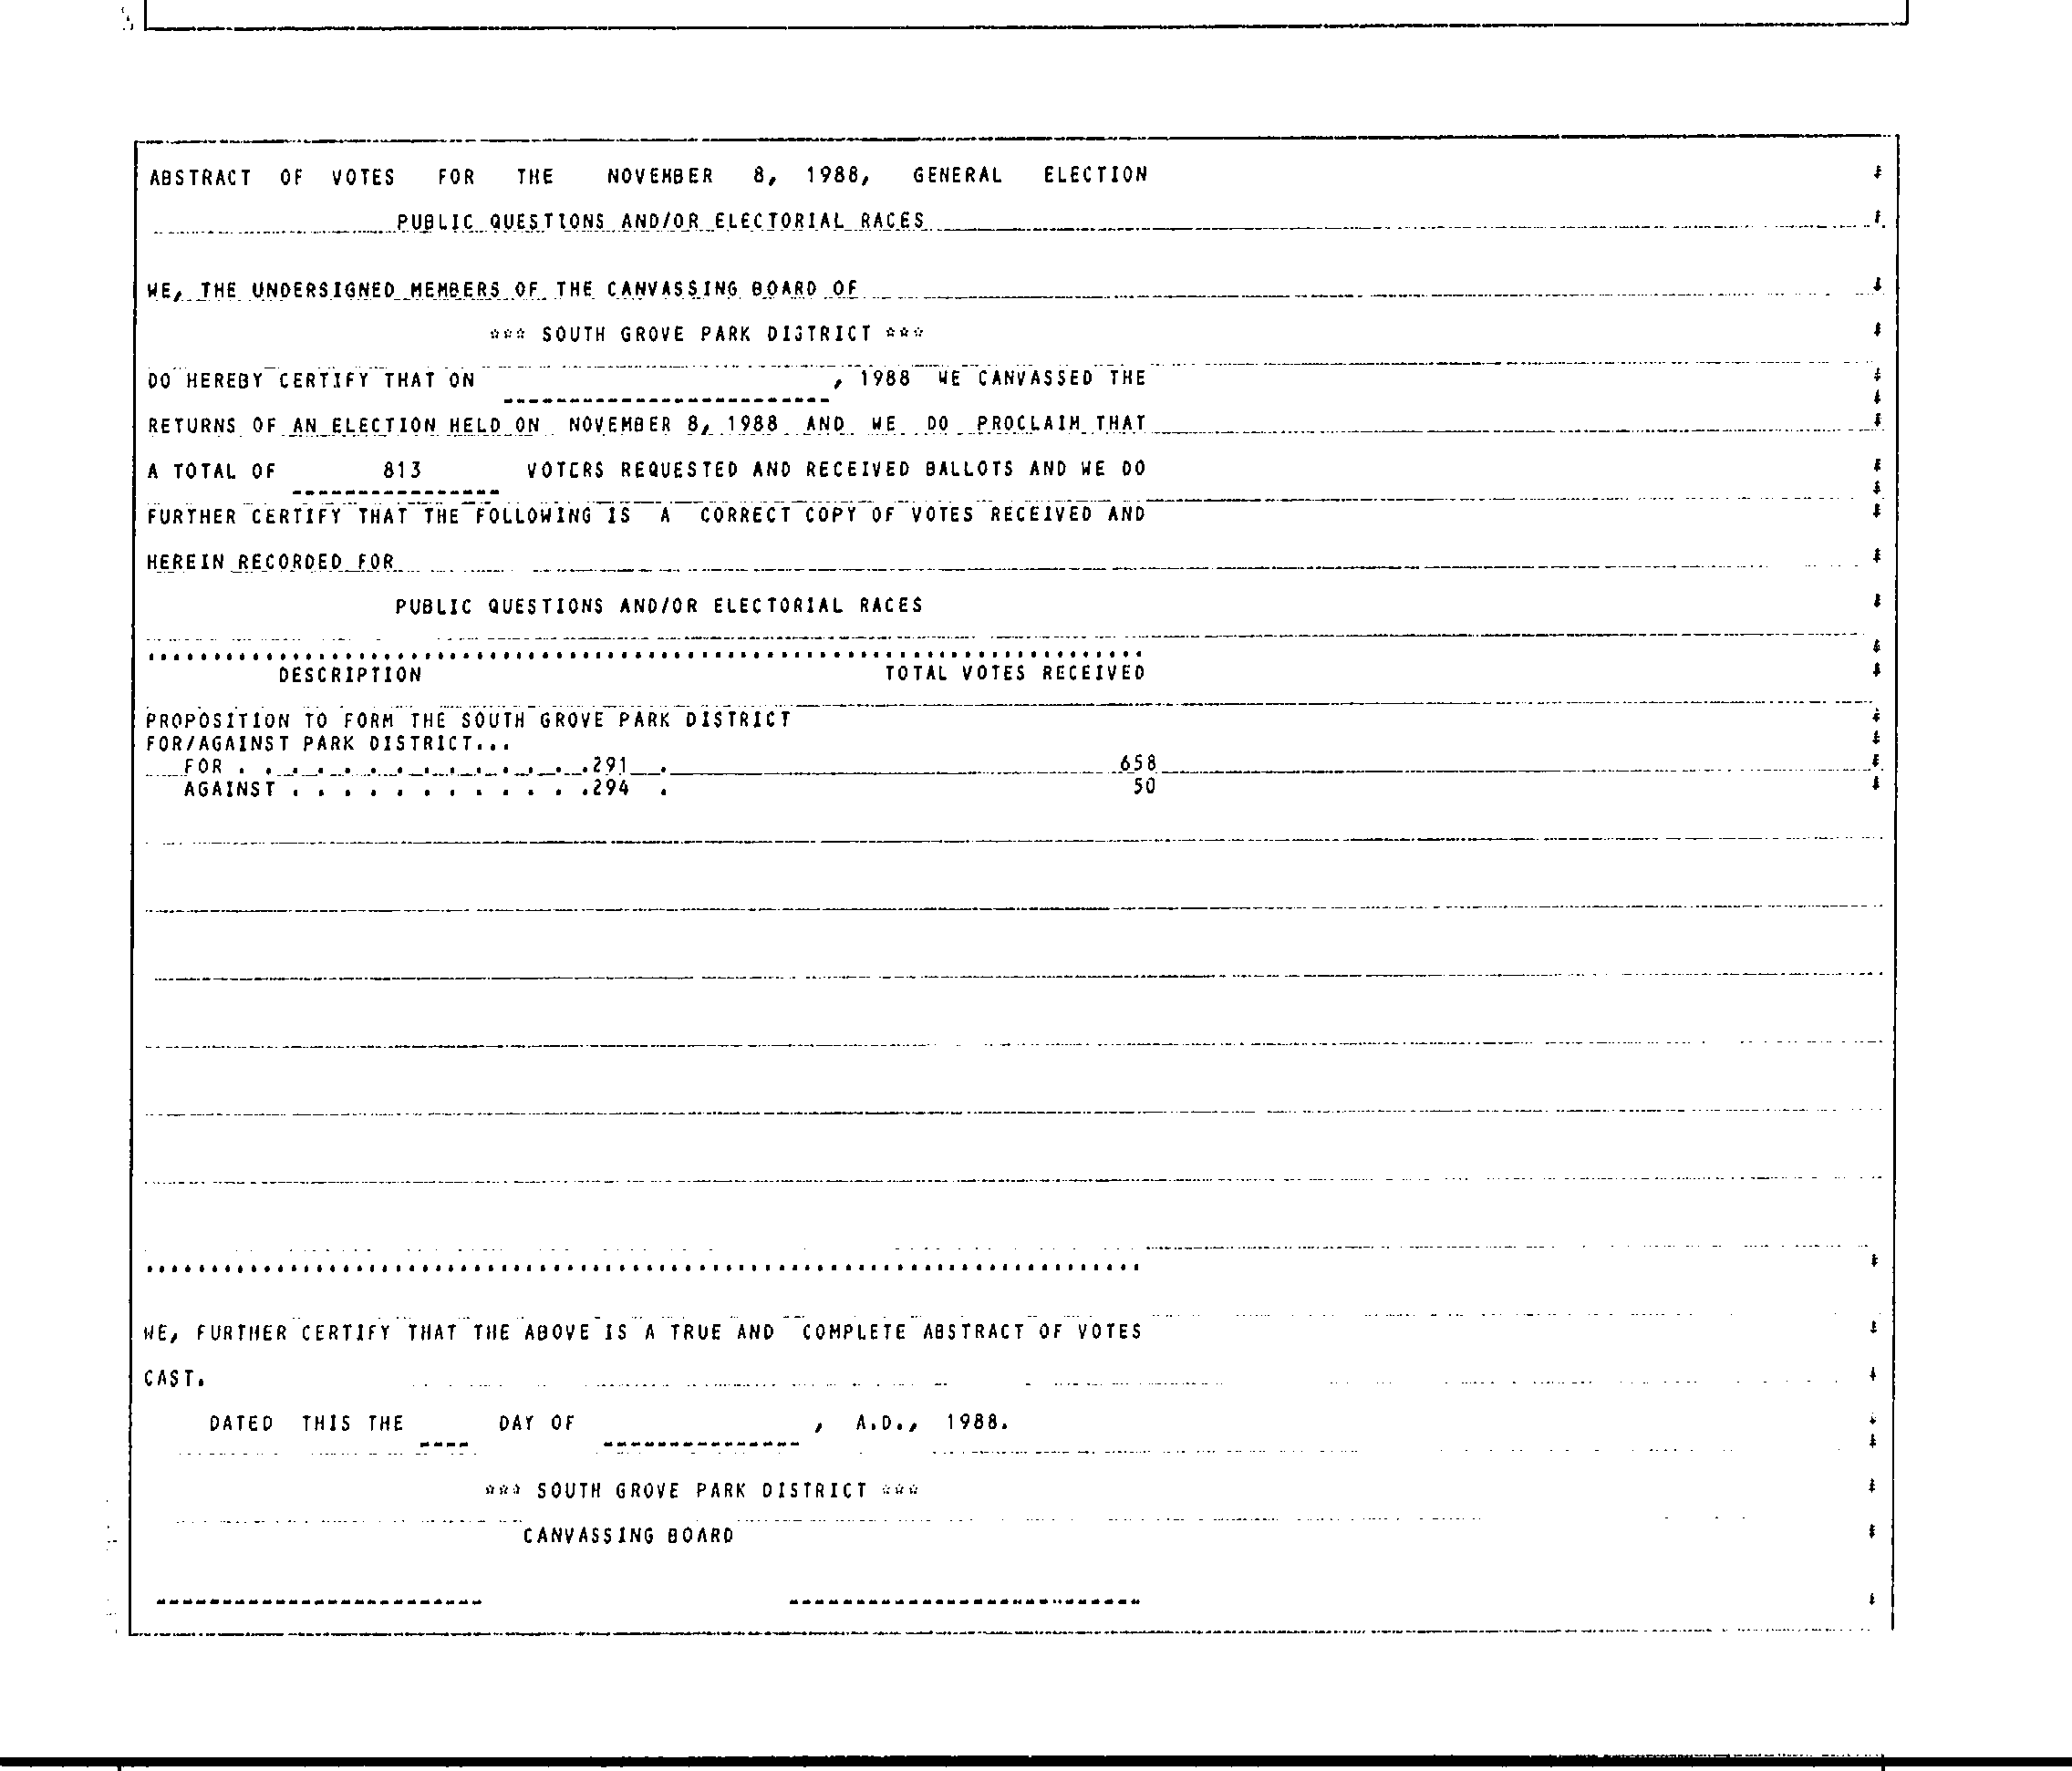 ABSTRACT OF VOTES FOR THE NOVEMBER 8, 1988, GENERAL ELECTION
PUBLIC QUESTIONS AND/OR ELECTORIAL RACES
WE, THE UNDERSIGNED MEMBERS OF THE CANVASSING BOARD OF
*** SOUTH GROVE PARK DISTRICT ***
DO HEREBY CERTIFY THAT ON ________________________, 1988 WE CANVASSED THE
RETURNS OF AN ELECTION HELD ON NOVEMBER 8, 1988 AND WE DO PROCLAIM THAT
A TOTAL OF 813 VOTERS REQUESTED AND RECEIVED BALLOTS AND WE DO
FURTHER CERTIFY THAT THE FOLLOWING IS A CORRECT COPY OF VOTES RECEIVED AND
HEREIN RECORDED FOR
PUBLIC QUESTIONS AND/OR ELECTORIAL RACES
DESCRIPTION TOTAL VOTES RECEIVED
PROPOSITION TO FORM THE SOUTH GROVE PARK DISTRICT
FOR/AGAINST PARK DISTRICT...
FOR . . . . . . . . . . . . . .291 . 658
AGAINST . . . . . . . . . . . .294 . 50
WE, FURTHER CERTIFY THAT THE ABOVE IS A TRUE AND COMPLETE ABSTRACT OF VOTES
CAST.
DATED THIS THE ____ DAY OF _______________, A.D., 1988.
*** SOUTH GROVE PARK DISTRICT ***
CANVASSING BOARD